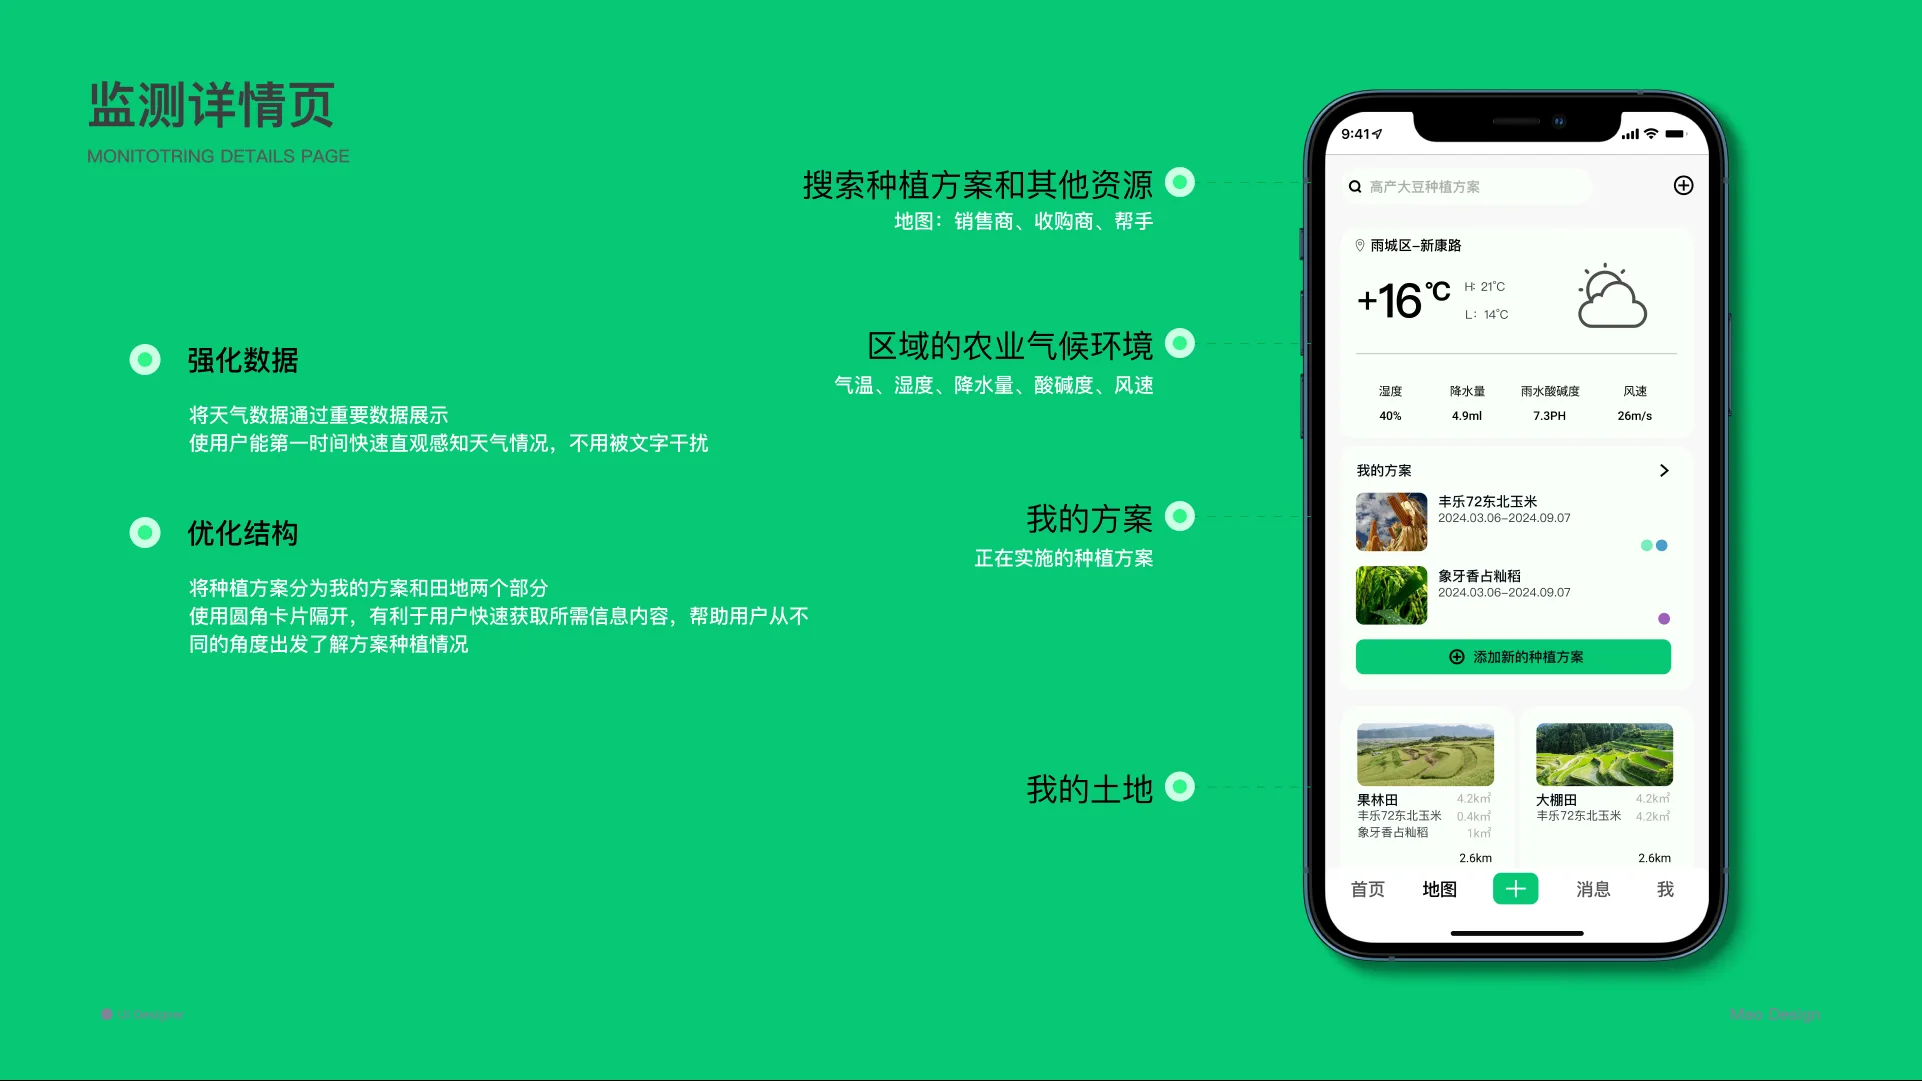 监测详情页
MONITOTRING DETAILS PAGE
强化数据
将天气数据通过重要数据展示
使用户能第一时间快速直观感知天气情况，不用被文字干扰
优化结构
将种植方案分为我的方案和田地两个部分
使用圆角卡片隔开，有利于用户快速获取所需信息内容，帮助用户从不
同的角度出发了解方案种植情况
搜索种植方案和其他资源
地图：销售商、收购商、帮手
区域的农业气候环境
气温、湿度、降水量、酸碱度、风速
我的方案
正在实施的种植方案
我的土地
9:41
高产大豆种植方案
雨城区-新康路
+16℃
H: 21℃
L: 14℃
湿度 降水量 雨水酸碱度 风速
40% 4.9ml 7.3PH 26m/s
我的方案
丰乐72东北玉米
2024.03.06-2024.09.07
象牙香占籼稻
2024.03.06-2024.09.07
添加新的种植方案
果林田 4.2km²
丰乐72东北玉米 0.4km²
象牙香占籼稻 1km²
2.6km
大棚田 4.2km²
丰乐72东北玉米 4.2km²
2.6km
首页 地图 消息 我
UI Designer
Mao Design